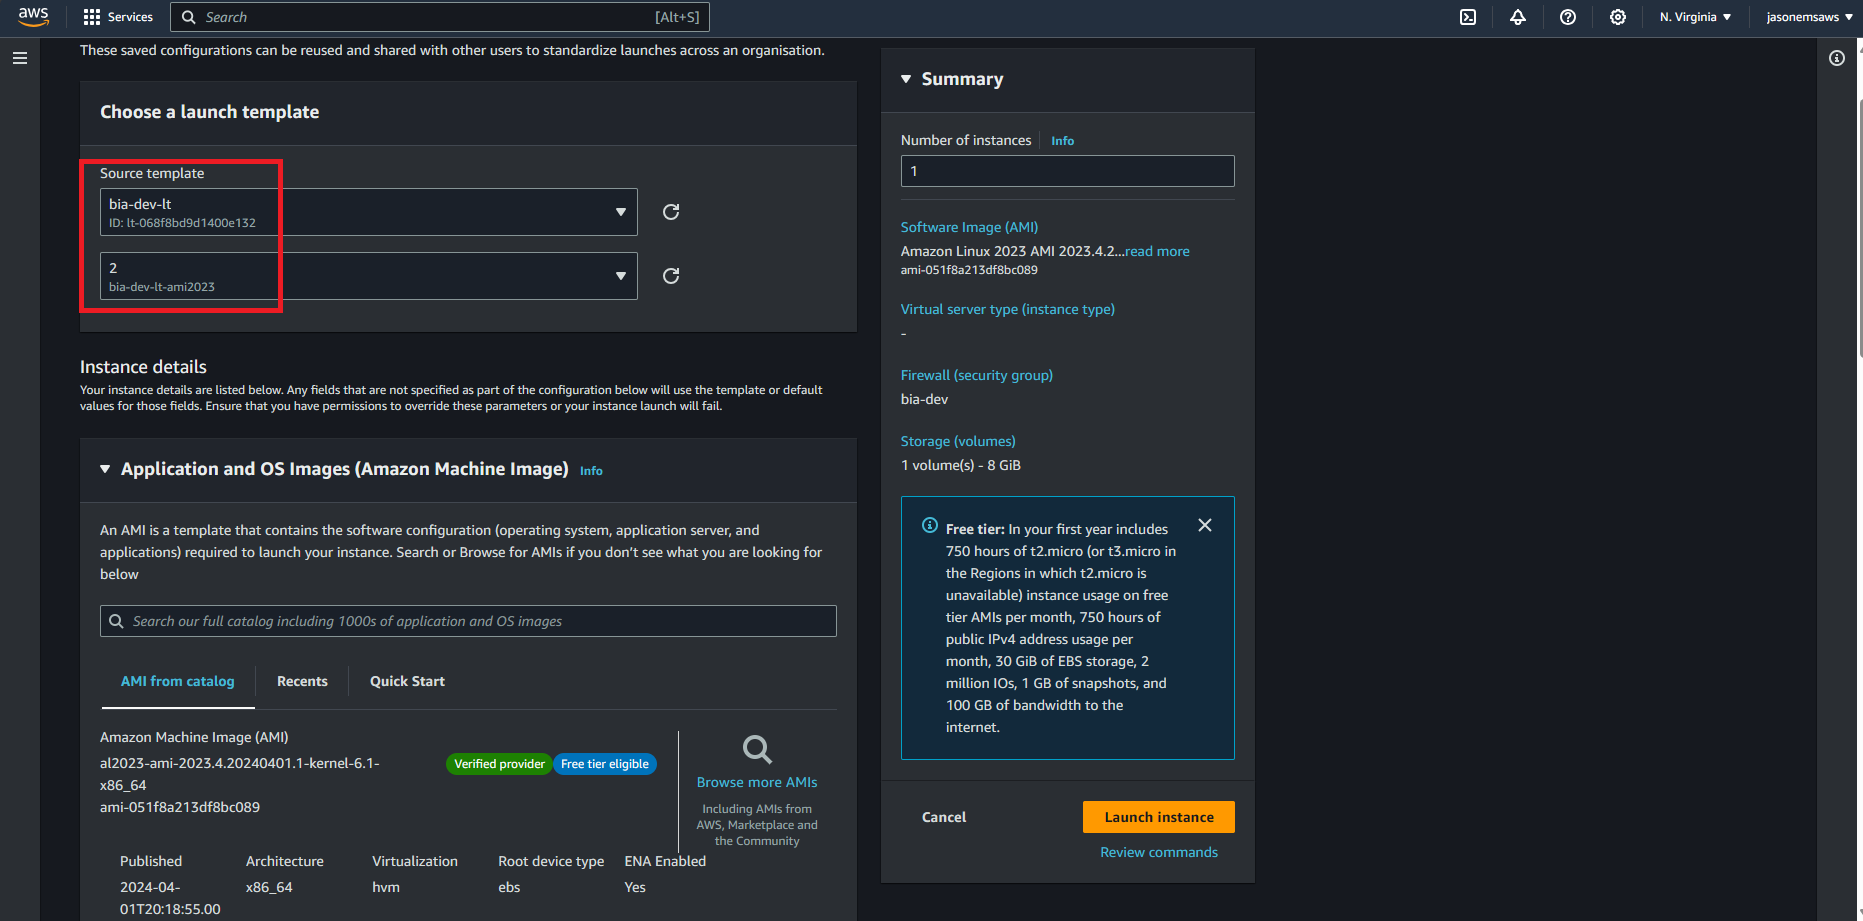 aws
Services
Search
[Alt+S]
N. Virginia
jasonemsaws
These saved configurations can be reused and shared with other users to standardize launches across an organisation.
Choose a launch template
Source template
bia-dev-lt
ID: lt-068f8bd9d1400e132
2
bia-dev-lt-ami2023
Instance details
Your instance details are listed below. Any fields that are not specified as part of the configuration below will use the template or default
values for those fields. Ensure that you have permissions to override these parameters or your instance launch will fail.
Application and OS Images (Amazon Machine Image)
Info
An AMI is a template that contains the software configuration (operating system, application server, and
applications) required to launch your instance. Search or Browse for AMIs if you don't see what you are looking for
below
Search our full catalog including 1000s of application and OS images
AMI from catalog
Recents
Quick Start
Amazon Machine Image (AMI)
al2023-ami-2023.4.20240401.1-kernel-6.1-
x86_64
ami-051f8a213df8bc089
Verified provider
Free tier eligible
Browse more AMIs
Including AMIs from
AWS, Marketplace and
the Community
Published
Architecture
Virtualization
Root device type
ENA Enabled
2024-04-
01T20:18:55.00
x86_64
hvm
ebs
Yes
Summary
Number of instances
Info
1
Software Image (AMI)
Amazon Linux 2023 AMI 2023.4.2...read more
ami-051f8a213df8bc089
Virtual server type (instance type)
-
Firewall (security group)
bia-dev
Storage (volumes)
1 volume(s) - 8 GiB
Free tier: In your first year includes
750 hours of t2.micro (or t3.micro in
the Regions in which t2.micro is
unavailable) instance usage on free
tier AMIs per month, 750 hours of
public IPv4 address usage per
month, 30 GiB of EBS storage, 2
million IOs, 1 GB of snapshots, and
100 GB of bandwidth to the
internet.
Cancel
Launch instance
Review commands